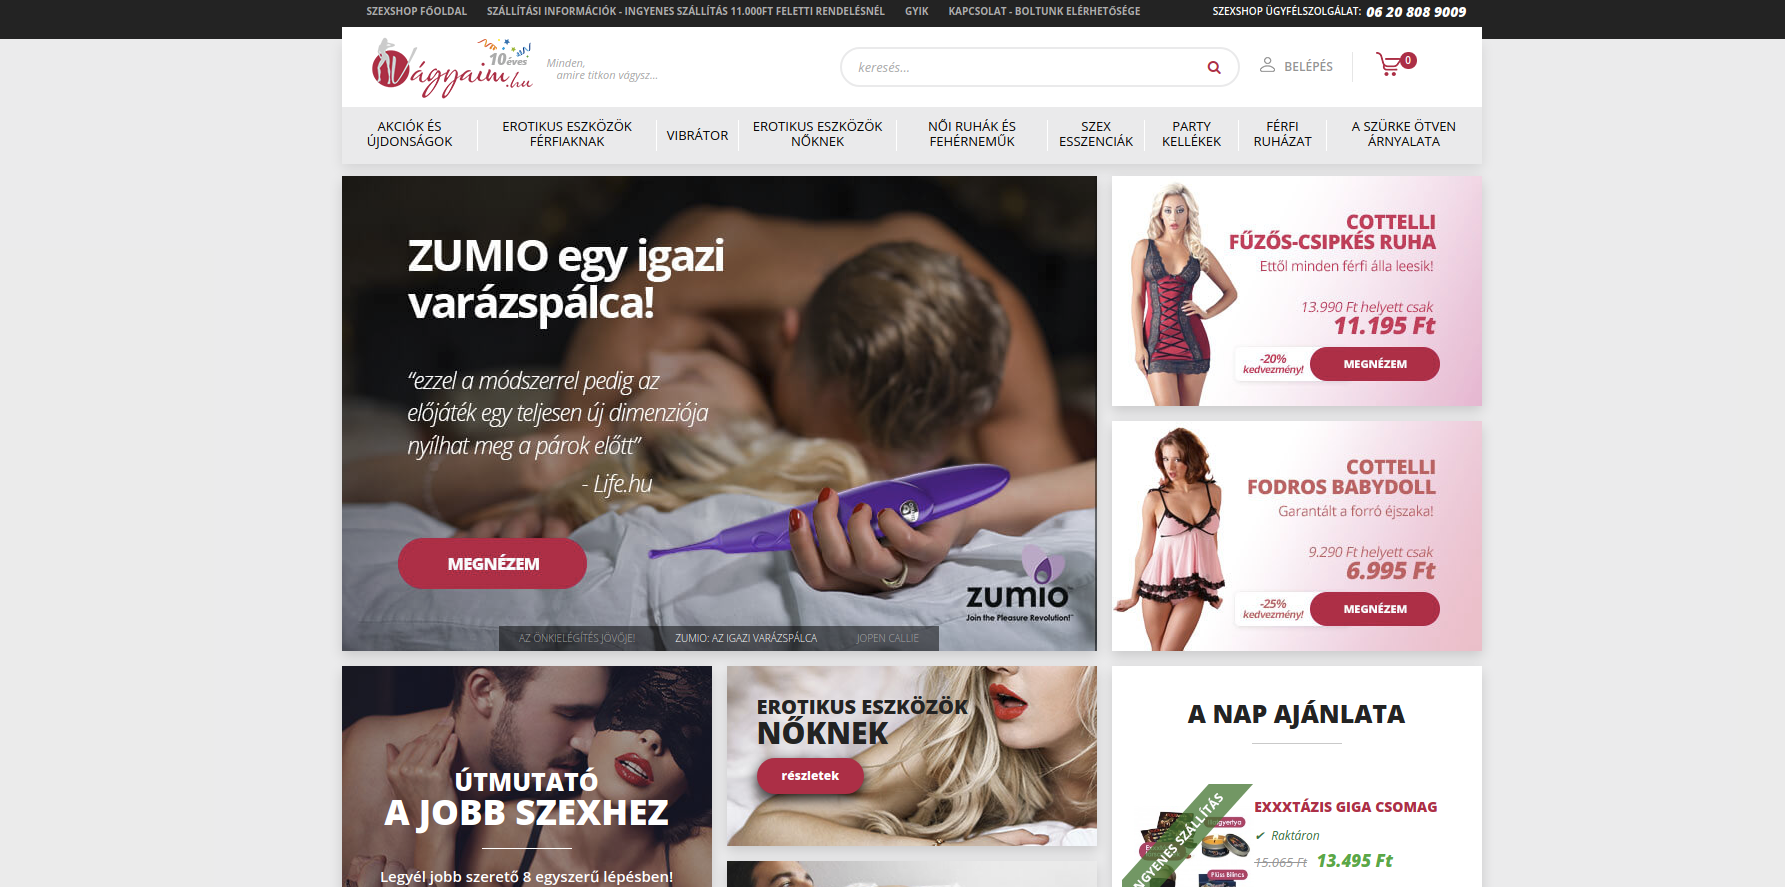 SZEXSHOP FŐOLDAL
SZÁLLÍTÁSI INFORMÁCIÓK - INGYENES SZÁLLÍTÁS 11.000FT FELETTI RENDELÉSNÉL
GYIK
KAPCSOLAT - BOLTUNK ELÉRHETŐSÉGE
SZEXSHOP ÜGYFÉLSZOLGÁLAT: 06 20 808 9009
Vágyaim.hu
10 éves
Minden,
amire titkon vágysz...
keresés...
BELÉPÉS
0
AKCIÓK ÉS
ÚJDONSÁGOK
EROTIKUS ESZKÖZÖK
FÉRFIAKNAK
VIBRÁTOR
EROTIKUS ESZKÖZÖK
NŐKNEK
NŐI RUHÁK ÉS
FEHÉRNEMŰK
SZEX
ESSZENCIÁK
PARTY
KELLÉKEK
FÉRFI
RUHÁZAT
A SZÜRKE ÖTVEN
ÁRNYALATA
ZUMIO egy igazi
varázspálca!
“ezzel a módszerrel pedig az
előjáték egy teljesen új dimenziója
nyílhat meg a párok előtt”
- Life.hu
MEGNÉZEM
zumio
Join the Pleasure Revolution!
AZ ÖNKIELÉGÍTÉS JÖVŐJE!
ZUMIO: AZ IGAZI VARÁZSPÁLCA
JOPEN CALLIE
COTTELLI
FŰZŐS-CSIPKÉS RUHA
Ettől minden férfi álla leesik!
13.990 Ft helyett csak
11.195 Ft
-20%
kedvezmény!
MEGNÉZEM
COTTELLI
FODROS BABYDOLL
Garantált a forró éjszaka!
9.290 Ft helyett csak
6.995 Ft
-25%
kedvezmény!
MEGNÉZEM
ÚTMUTATÓ
A JOBB SZEXHEZ
Legyél jobb szerető 8 egyszerű lépésben!
EROTIKUS ESZKÖZÖK
NŐKNEK
részletek
A NAP AJÁNLATA
INGYENES SZÁLLÍTÁS
EXXXTÁZIS GIGA CSOMAG
✔ Raktáron
15.065 Ft 13.495 Ft
Plüss Bilincs